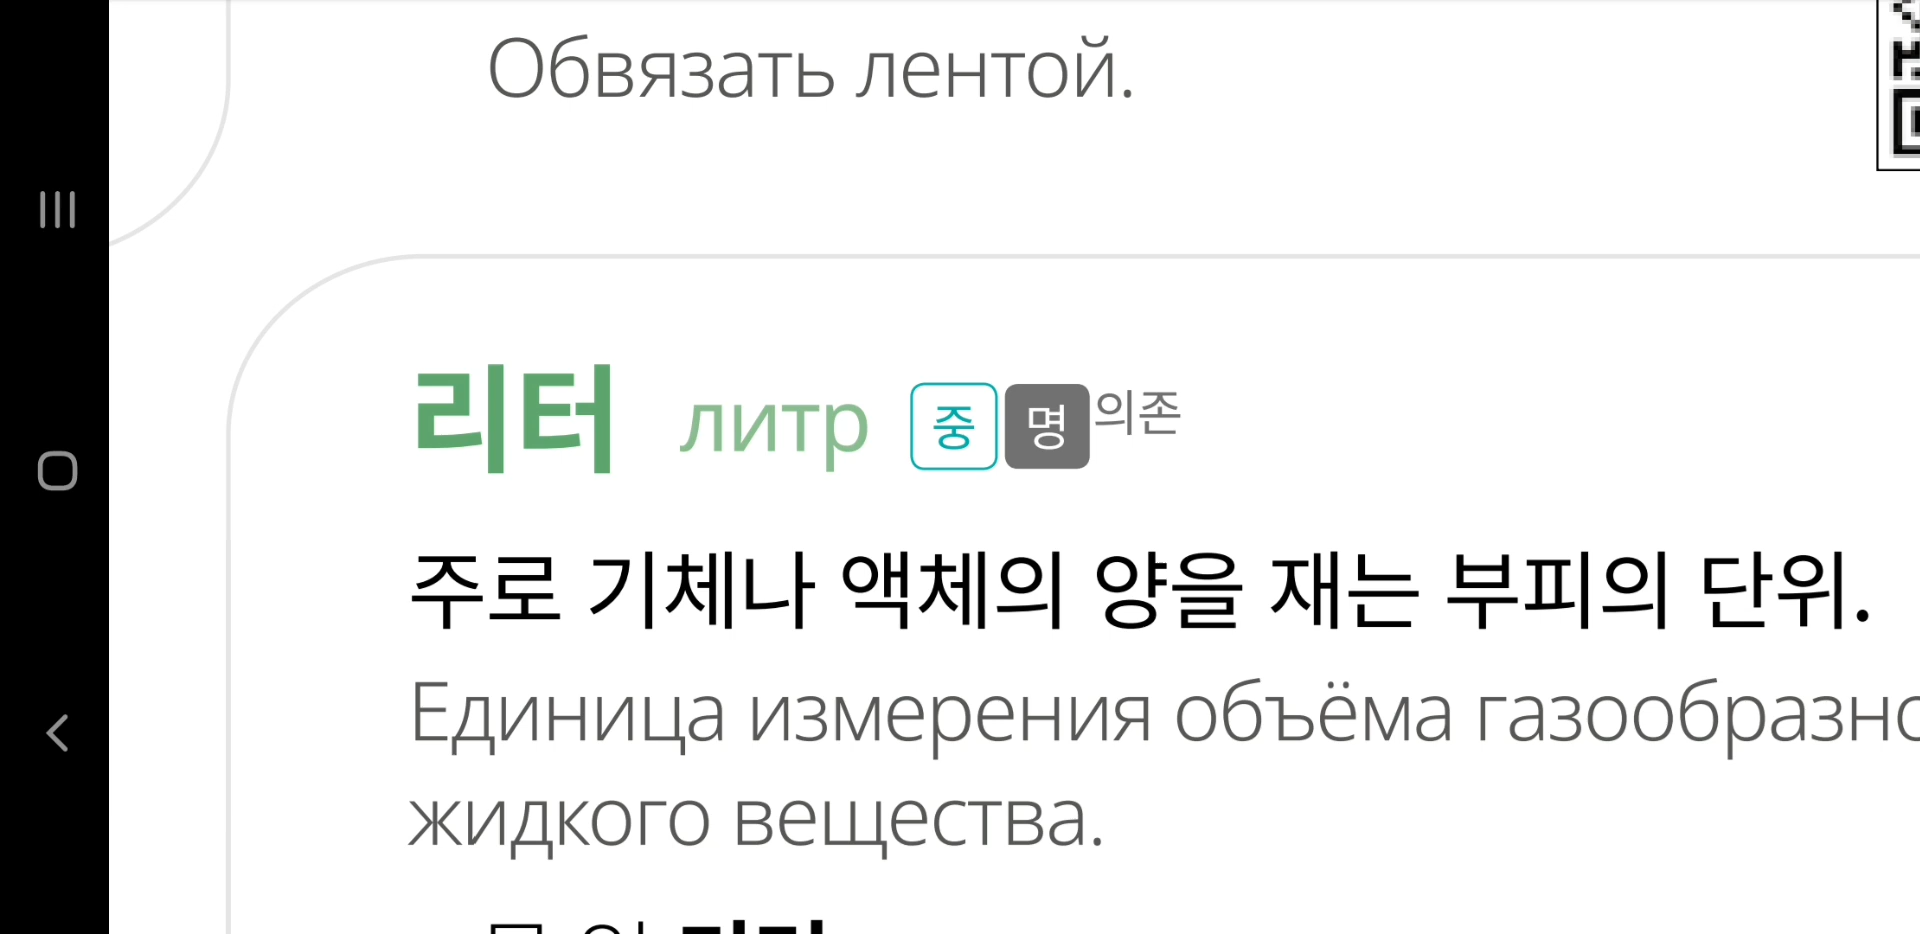 Обвязать лентой.
리터 литр 중 명 의존
주로 기체나 액체의 양을 재는 부피의 단위.
Единица измерения объёма газообразно
жидкого вещества.